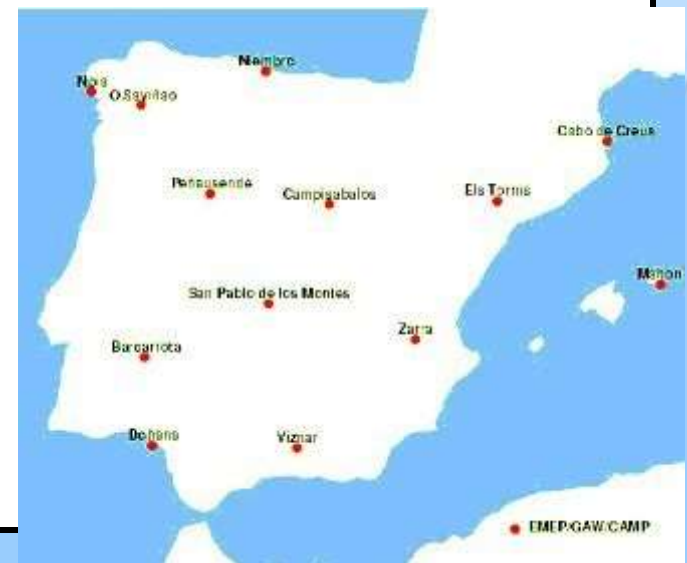 Niembro
Noia
O Saviñao
Cabo de Creus
Peñausende
Campisabalos
Els Torms
Mahon
San Pablo de los Montes
Zarra
Barcarrota
Doñana
Viznar
EMEP/GAW/CAMP